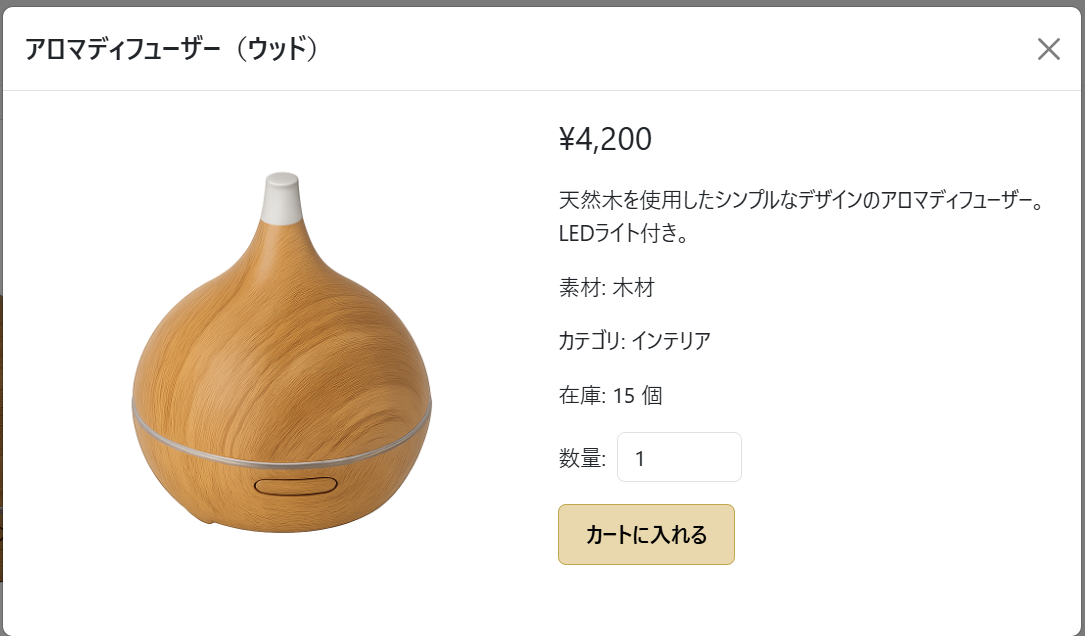 アロマディフューザー（ウッド）
¥4,200
天然木を使用したシンプルなデザインのアロマディフューザー。
LEDライト付き。
素材: 木材
カテゴリ: インテリア
在庫: 15 個
数量: 1
カートに入れる